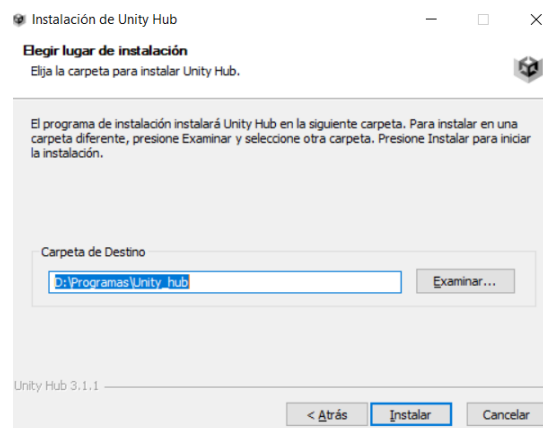 Instalación de Unity Hub
Elegir lugar de instalación
Elija la carpeta para instalar Unity Hub.
El programa de instalación instalará Unity Hub en la siguiente carpeta. Para instalar en una
carpeta diferente, presione Examinar y seleccione otra carpeta. Presione Instalar para iniciar
la instalación.
Carpeta de Destino
D:\Programas\Unity_hub
Examinar...
Unity Hub 3.1.1
< Atrás
Instalar
Cancelar